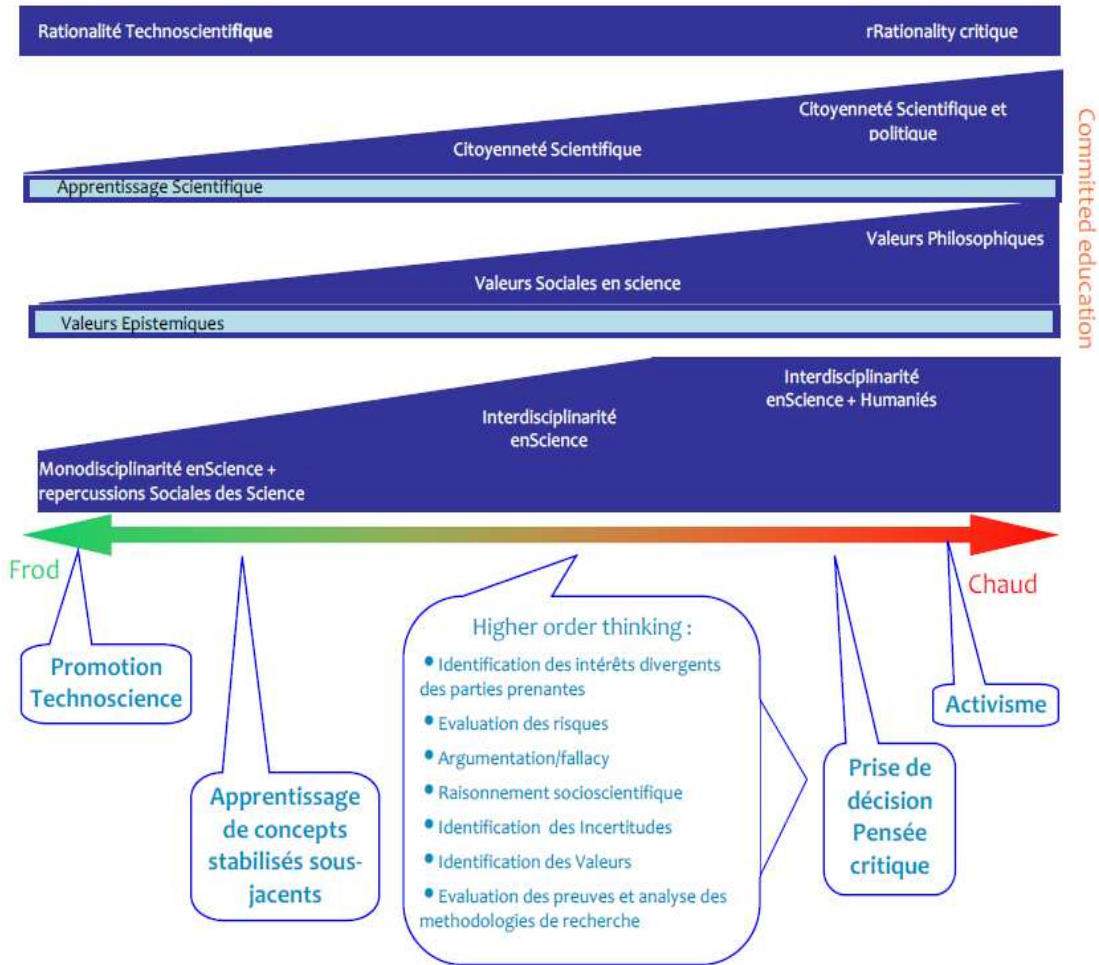 Rationalité Technoscientifique
rRationality critique
Citoyenneté Scientifique et
politique
Citoyenneté Scientifique
Apprentissage Scientifique
Committed education
Valeurs Philosophiques
Valeurs Sociales en science
Valeurs Epistemiques
Interdisciplinarité
enScience + Humaniés
Interdisciplinarité
enScience
Monodisciplinarité enScience +
repercussions Sociales des Science
Frod
Chaud
Promotion
Technoscience
Apprentissage
de concepts
stabilisés sous-
jacents
Higher order thinking :
• Identification des intérêts divergents
des parties prenantes
• Evaluation des risques
• Argumentation/fallacy
• Raisonnement socioscientifique
• Identification des Incertitudes
• Identification des Valeurs
• Evaluation des preuves et analyse des
methodologies de recherche
Prise de
décision
Pensée
critique
Activisme